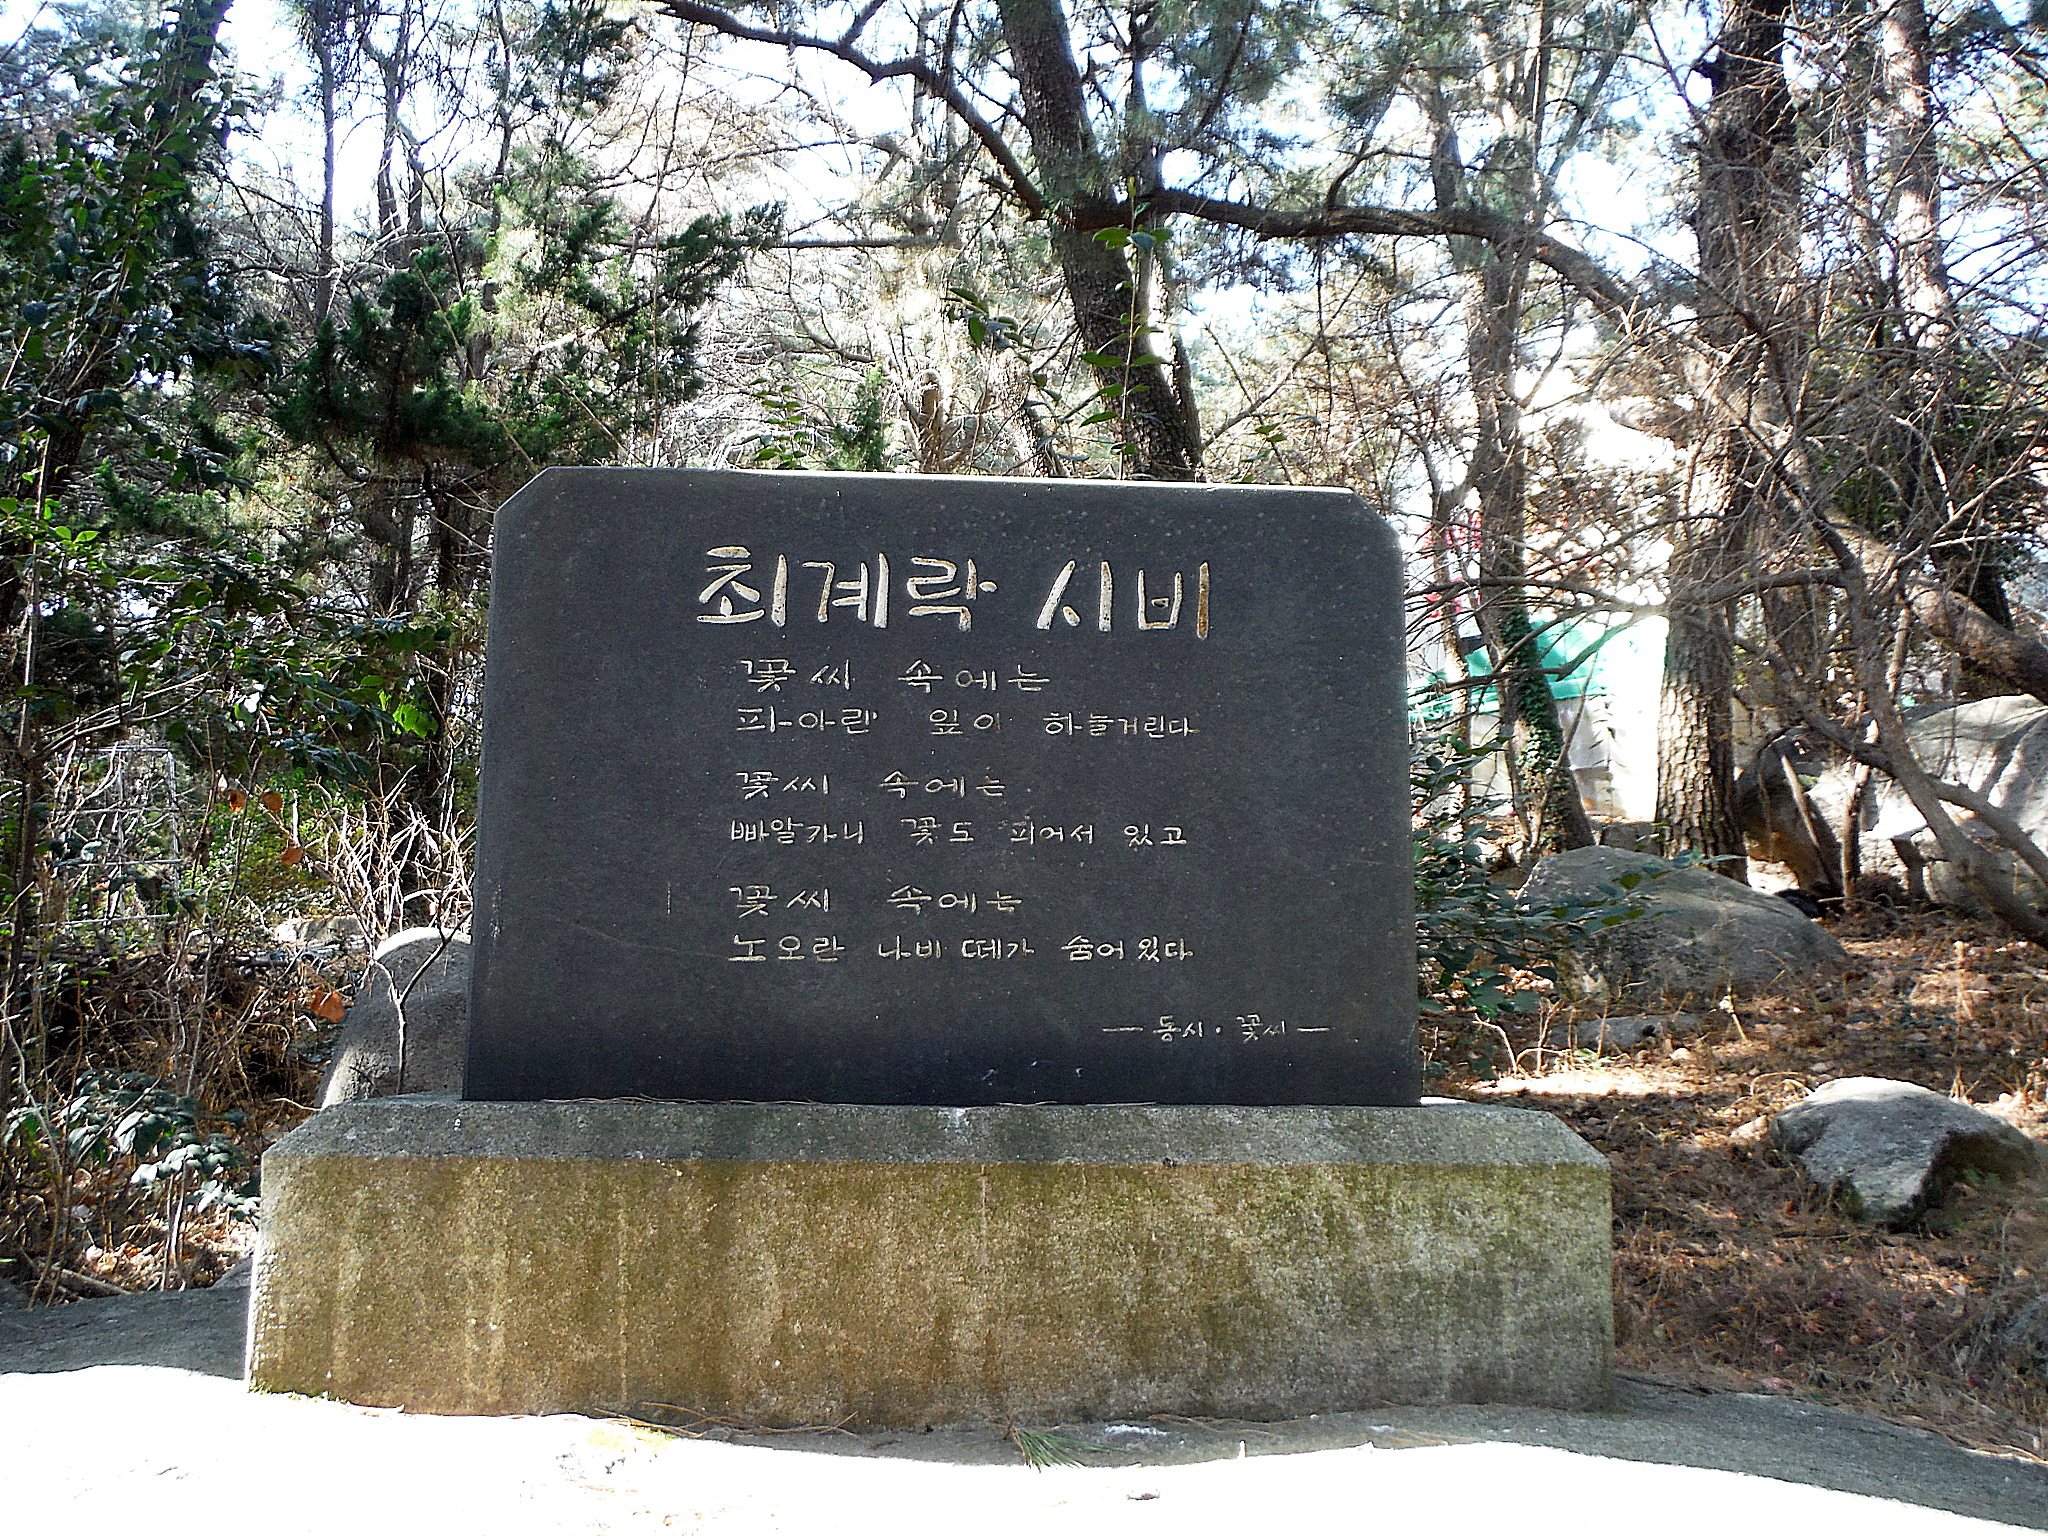 최계락 시비
꽃씨 속에는
파아란 잎이 하늘거린다
꽃씨 속에는
빠알가니 꽃도 피어서 있고
꽃씨 속에는
노오란 나비 떼가 숨어 있다
— 동시 · 꽃씨 —